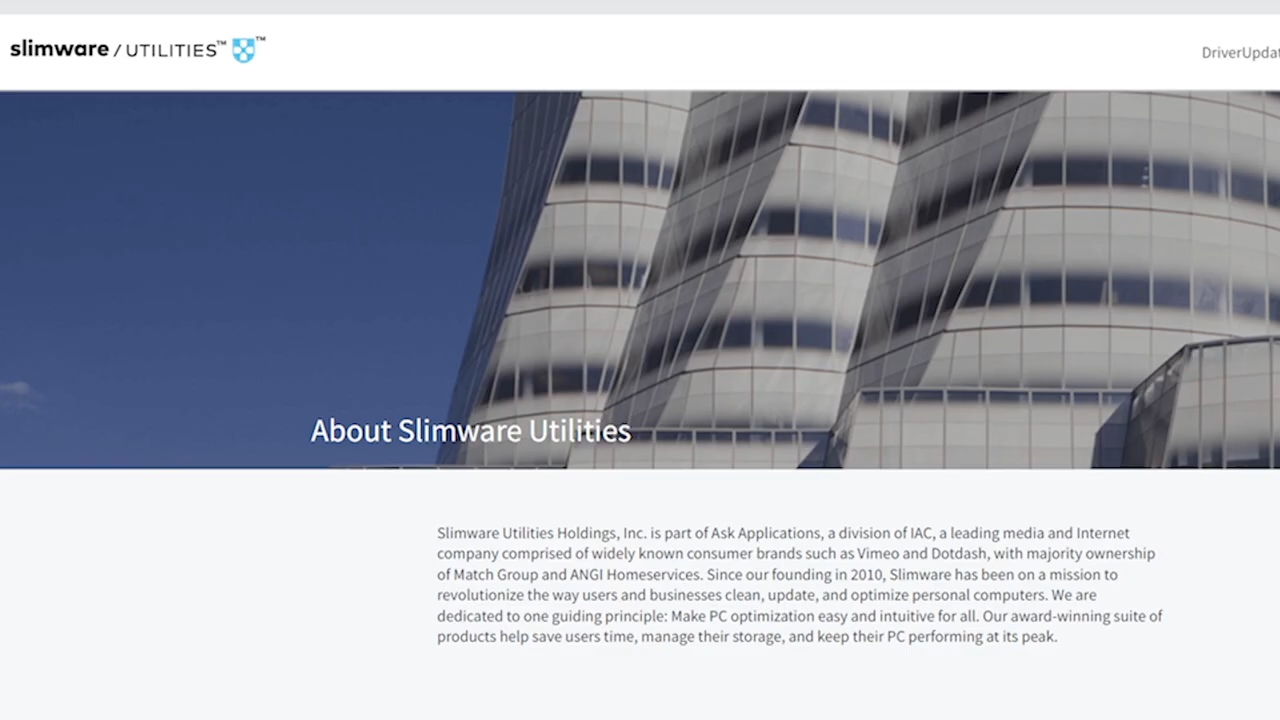 slimware / UTILITIES™ ™
DriverUpdat
About Slimware Utilities
Slimware Utilities Holdings, Inc. is part of Ask Applications, a division of IAC, a leading media and Internet
company comprised of widely known consumer brands such as Vimeo and Dotdash, with majority ownership
of Match Group and ANGI Homeservices. Since our founding in 2010, Slimware has been on a mission to
revolutionize the way users and businesses clean, update, and optimize personal computers. We are
dedicated to one guiding principle: Make PC optimization easy and intuitive for all. Our award-winning suite of
products help save users time, manage their storage, and keep their PC performing at its peak.